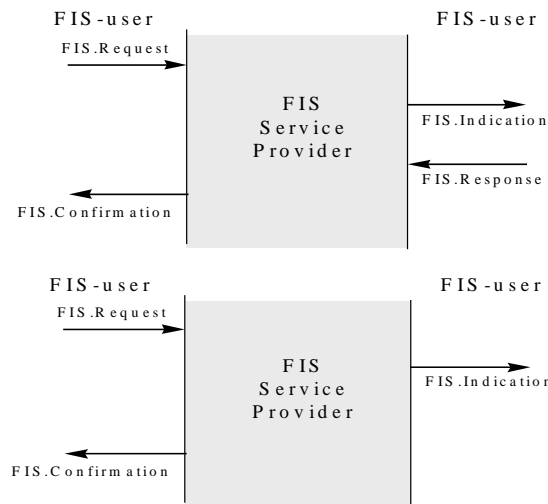 FIS-user
FIS-user
FIS.Request
FIS
Service
Provider
FIS.Indication
FIS.Response
FIS.Confirmation
FIS-user
FIS-user
FIS.Request
FIS
Service
Provider
FIS.Indication
FIS.Confirmation